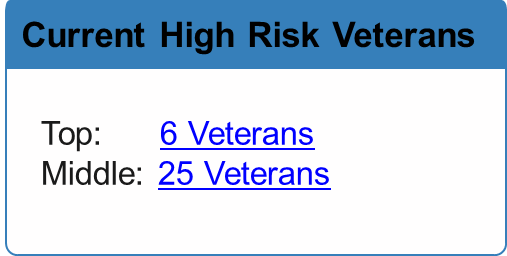 Current High Risk Veterans
Top: 6 Veterans
Middle: 25 Veterans